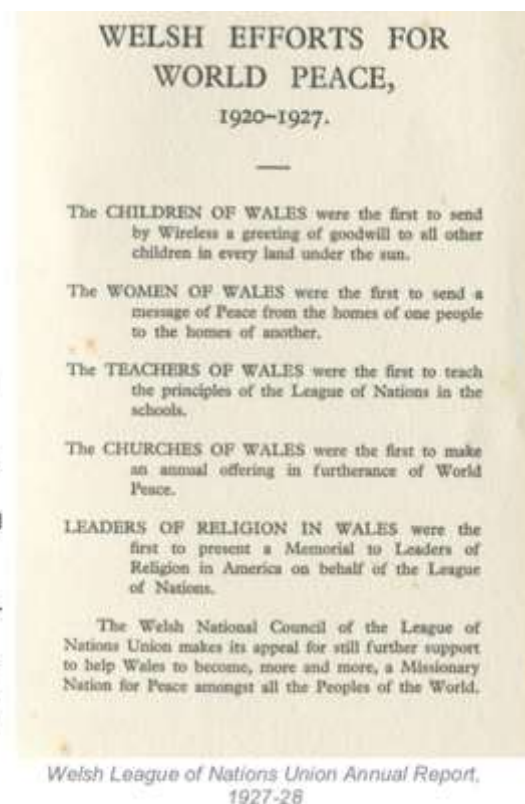 WELSH EFFORTS FOR
WORLD PEACE,
1920–1927.
The CHILDREN OF WALES were the first to send
by Wireless a greeting of goodwill to all other
children in every land under the sun.
The WOMEN OF WALES were the first to send a
message of Peace from the homes of one people
to the homes of another.
The TEACHERS OF WALES were the first to teach
the principles of the League of Nations in the
schools.
The CHURCHES OF WALES were the first to make
an annual offering in furtherance of World
Peace.
LEADERS OF RELIGION IN WALES were the
first to present a Memorial to Leaders of
Religion in America on behalf of the League
of Nations.
The Welsh National Council of the League of
Nations Union makes its appeal for still further support
to help Wales to become, more and more, a Missionary
Nation for Peace amongst all the Peoples of the World.
Welsh League of Nations Union Annual Report,
1927-28